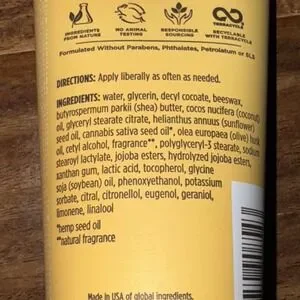 INGREDIENTS
FROM NATURE
NO ANIMAL
TESTING
RESPONSIBLE
SOURCING
RECYCLABLE
WITH
TERRACYCLE
Formulated Without Parabens, Phthalates, Petrolatum or SLS
DIRECTIONS: Apply liberally as often as needed.
INGREDIENTS: water, glycerin, decyl cocoate, beeswax,
butyrospermum parkii (shea) butter, cocos nucifera (coconut)
oil, glyceryl stearate citrate, helianthus annuus (sunflower)
seed oil, cannabis sativa seed oil*, olea europaea (olive) husk
oil, cetyl alcohol, fragrance**, polyglyceryl-3 stearate, sodium
stearoyl lactylate, jojoba esters, hydrolyzed jojoba esters,
xanthan gum, lactic acid, tocopherol, glycine
soja (soybean) oil, phenoxyethanol, potassium
sorbate, citral, citronellol, eugenol, geraniol,
limonene, linalool
*hemp seed oil
**natural fragrance
Made in USA of global ingredients.